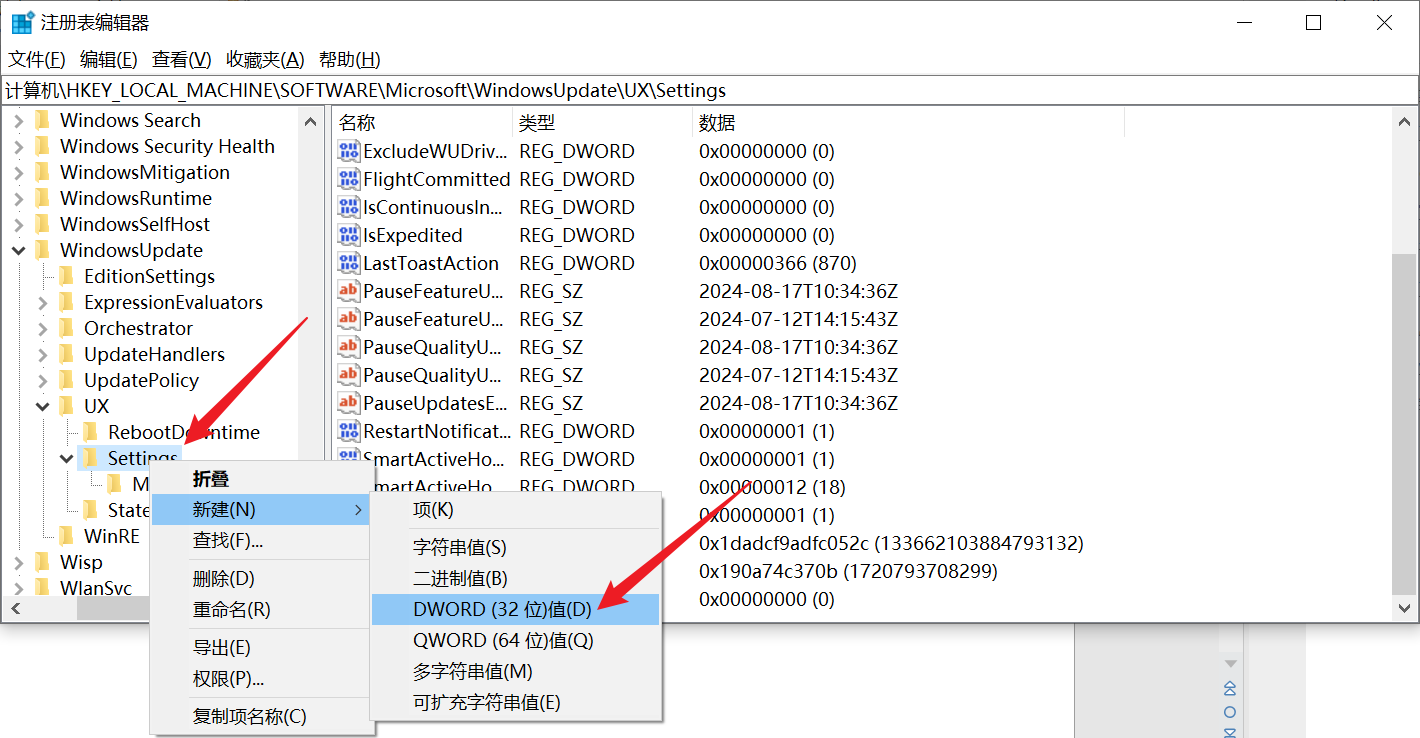 注册表编辑器
文件(F) 编辑(E) 查看(V) 收藏夹(A) 帮助(H)
计算机\HKEY_LOCAL_MACHINE\SOFTWARE\Microsoft\WindowsUpdate\UX\Settings
Windows Search
Windows Security Health
WindowsMitigation
WindowsRuntime
WindowsSelfHost
WindowsUpdate
EditionSettings
ExpressionEvaluators
Orchestrator
UpdateHandlers
UpdatePolicy
UX
RebootDowntime
Settings
M
State
WinRE
Wisp
WlanSvc
名称 类型 数据
ExcludeWUDriv... REG_DWORD 0x00000000 (0)
FlightCommitted REG_DWORD 0x00000000 (0)
IsContinuousIn... REG_DWORD 0x00000000 (0)
IsExpedited REG_DWORD 0x00000000 (0)
LastToastAction REG_DWORD 0x00000366 (870)
PauseFeatureU... REG_SZ 2024-08-17T10:34:36Z
PauseFeatureU... REG_SZ 2024-07-12T14:15:43Z
PauseQualityU... REG_SZ 2024-08-17T10:34:36Z
PauseQualityU... REG_SZ 2024-07-12T14:15:43Z
PauseUpdatesE... REG_SZ 2024-08-17T10:34:36Z
RestartNotificat... REG_DWORD 0x00000001 (1)
SmartActiveHo... REG_DWORD 0x00000001 (1)
SmartActiveHo... REG_DWORD 0x00000012 (18)
0x00000001 (1)
0x1dadcf9adfc052c (133662103884793132)
0x190a74c370b (1720793708299)
0x00000000 (0)
折叠
新建(N)
查找(F)...
删除(D)
重命名(R)
导出(E)
权限(P)...
复制项名称(C)
项(K)
字符串值(S)
二进制值(B)
DWORD (32 位)值(D)
QWORD (64 位)值(Q)
多字符串值(M)
可扩充字符串值(E)